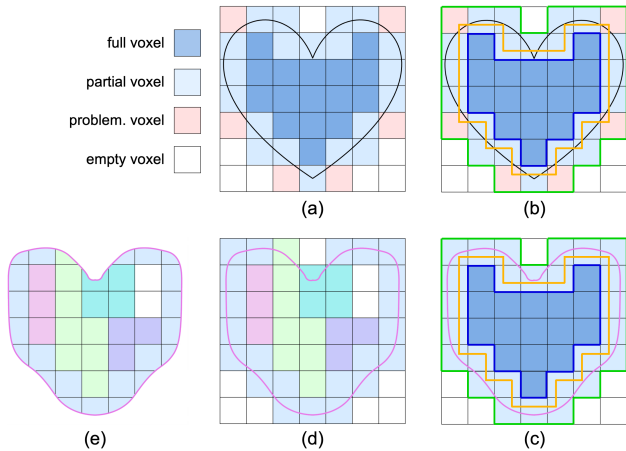 full voxel
partial voxel
problem. voxel
empty voxel
(a)
(b)
(e)
(d)
(c)